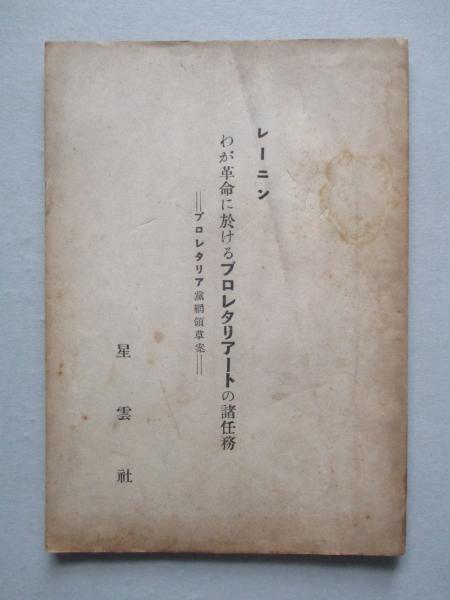 レーニン
わが革命に於けるプロレタリアートの諸任務
══プロレタリア黨綱領草案══
星雲社